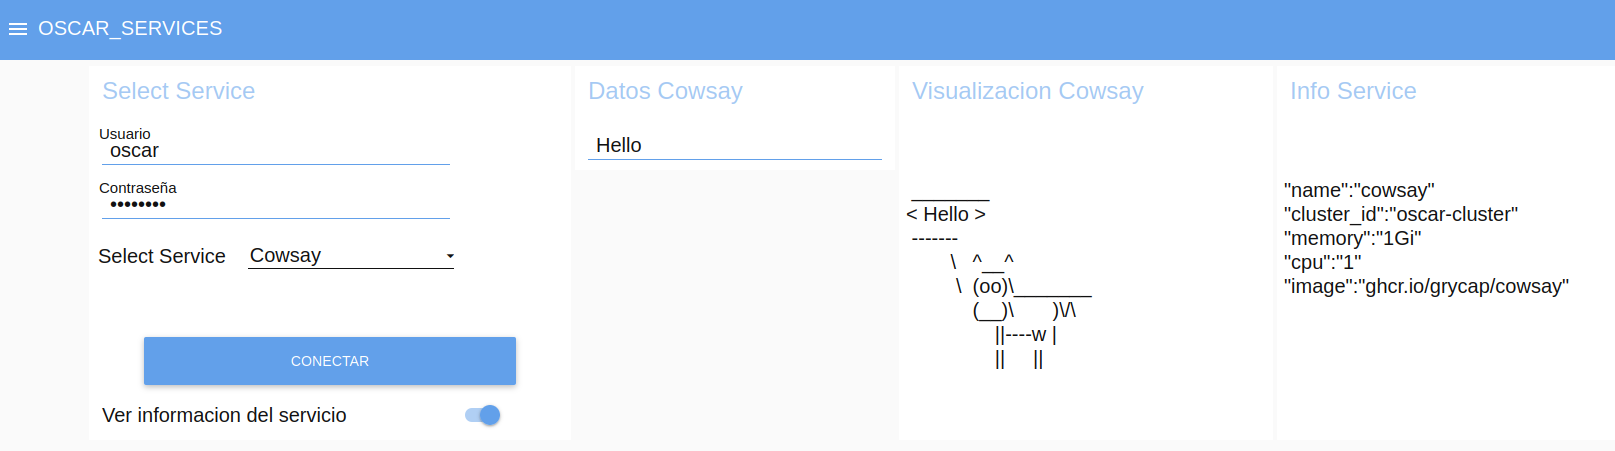 OSCAR_SERVICES
Select Service
Usuario
oscar
Contraseña
••••••••
Select Service Cowsay
CONECTAR
Ver informacion del servicio
Datos Cowsay
Hello
Visualizacion Cowsay
 _______
< Hello >
 -------
        \   ^__^
         \  (oo)\_______
            (__)\       )\/\
                ||----w |
                ||     ||
Info Service
"name":"cowsay"
"cluster_id":"oscar-cluster"
"memory":"1Gi"
"cpu":"1"
"image":"ghcr.io/grycap/cowsay"